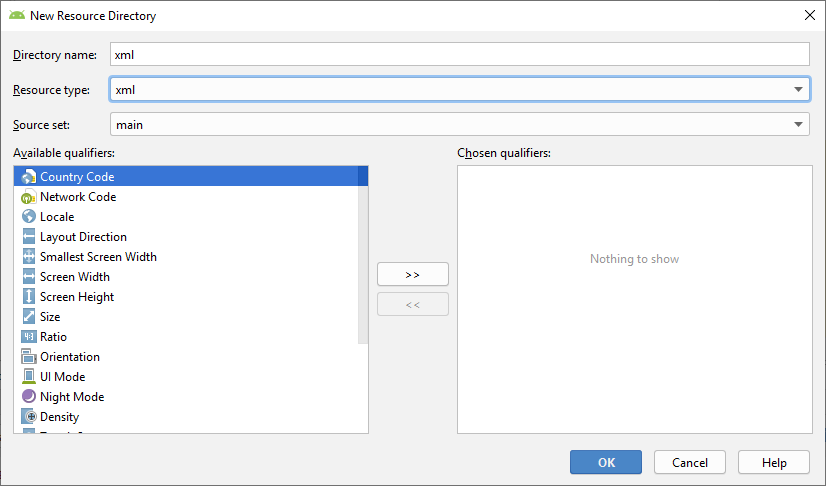 New Resource Directory
Directory name: xml
Resource type: xml
Source set: main
Available qualifiers:
Country Code
Network Code
Locale
Layout Direction
Smallest Screen Width
Screen Width
Screen Height
Size
Ratio
Orientation
UI Mode
Night Mode
Density
>>
<<
Chosen qualifiers:
Nothing to show
OK Cancel Help